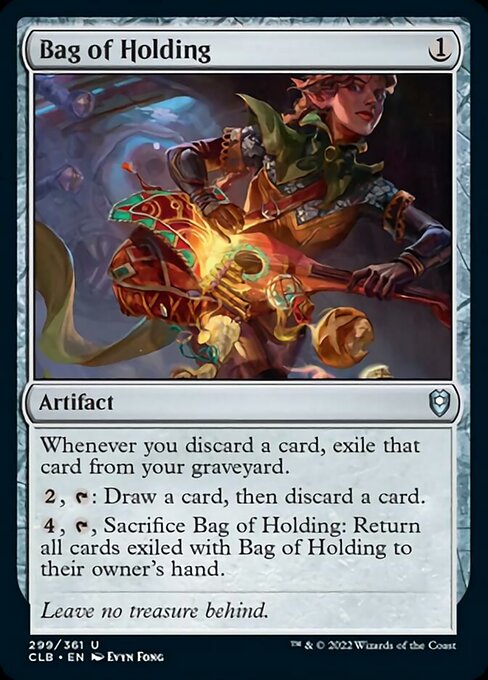 Bag of Holding 1
Artifact
Whenever you discard a card, exile that
card from your graveyard.
2, : Draw a card, then discard a card.
4, , Sacrifice Bag of Holding: Return
all cards exiled with Bag of Holding to
their owner's hand.
Leave no treasure behind.
299/361 U
CLB • EN Evyn Fong
™ & © 2022 Wizards of the Coast